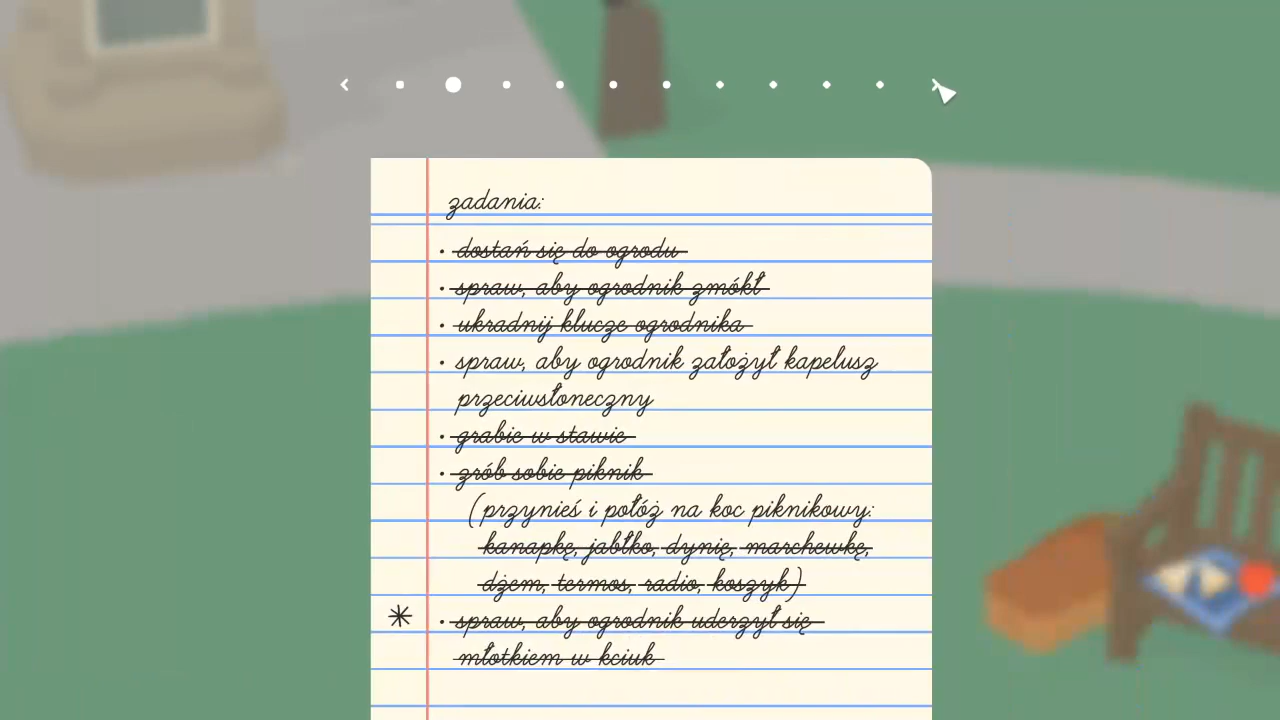 zadania:
• dostań się do ogrodu
• spraw, aby ogrodnik zmókł
• ukradnij klucze ogrodnika
• spraw, aby ogrodnik założył kapelusz
przeciwsłoneczny
• grabie w stawie
• zrób sobie piknik
(przynieś i połóż na koc piknikowy:
kanapkę, jabłko, dynię, marchewkę,
dżem, termos, radio, koszyk)
• spraw, aby ogrodnik uderzył się
młotkiem w kciuk